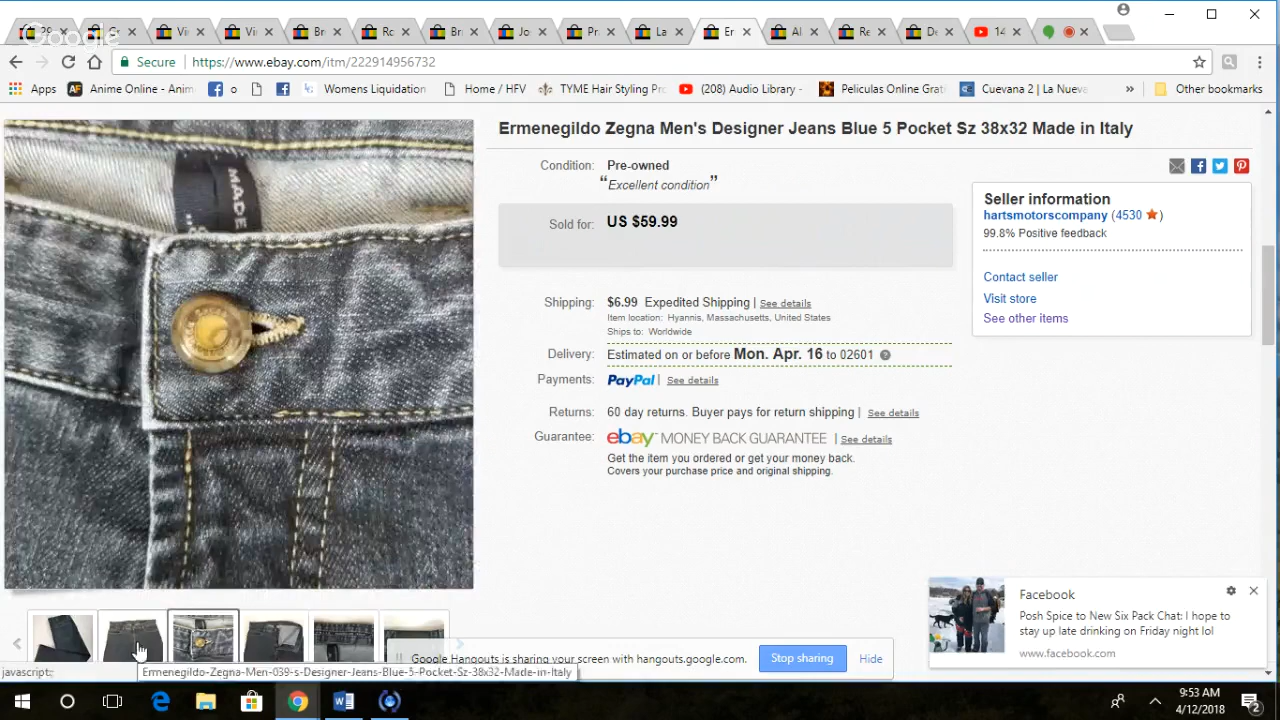 Google
Er
Secure
https://www.ebay.com/itm/222914956732
Apps
Anime Online - Anim
o
Womens Liquidation
Home / HFV
TYME Hair Styling Pro
(208) Audio Library -
Peliculas Online Grati
Cuevana 2 | La Nueva
»
Other bookmarks
MADE
Ermenegildo Zegna Men's Designer Jeans Blue 5 Pocket Sz 38x32 Made in Italy
Condition: Pre-owned
“Excellent condition”
Sold for: US $59.99
Shipping: $6.99 Expedited Shipping | See details
Item location: Hyannis, Massachusetts, United States
Ships to: Worldwide
Delivery: Estimated on or before Mon. Apr. 16 to 02601
Payments: PayPal | See details
Returns: 60 day returns. Buyer pays for return shipping | See details
Guarantee: ebay MONEY BACK GUARANTEE | See details
Get the item you ordered or get your money back.
Covers your purchase price and original shipping.
Seller information
hartsmotorscompany (4530 )
99.8% Positive feedback
Contact seller
Visit store
See other items
Facebook
Posh Spice to New Six Pack Chat: I hope to
stay up late drinking on Friday night lol
www.facebook.com
Google Hangouts is sharing your screen with hangouts.google.com.
Stop sharing
Hide
javascript:;
Ermenegildo-Zegna-Men-039-s-Designer-Jeans-Blue-5-Pocket-Sz-38x32-Made-in-Italy
9:53 AM
4/12/2018
2